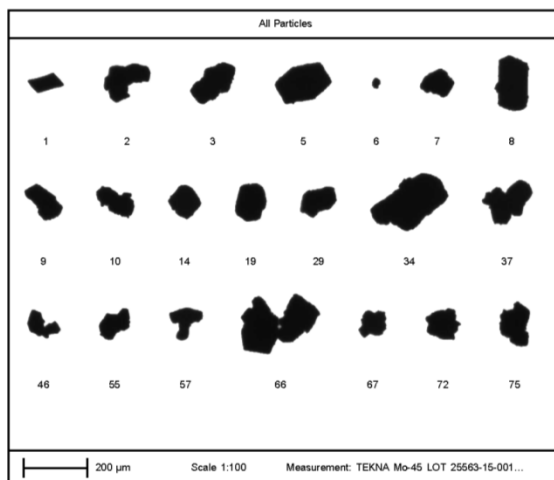 All Particles
1 2 3 5 6 7 8
9 10 14 19 29 34 37
46 55 57 66 67 72 75
200 µm Scale 1:100 Measurement: TEKNA Mo-45 LOT 25563-15-001...